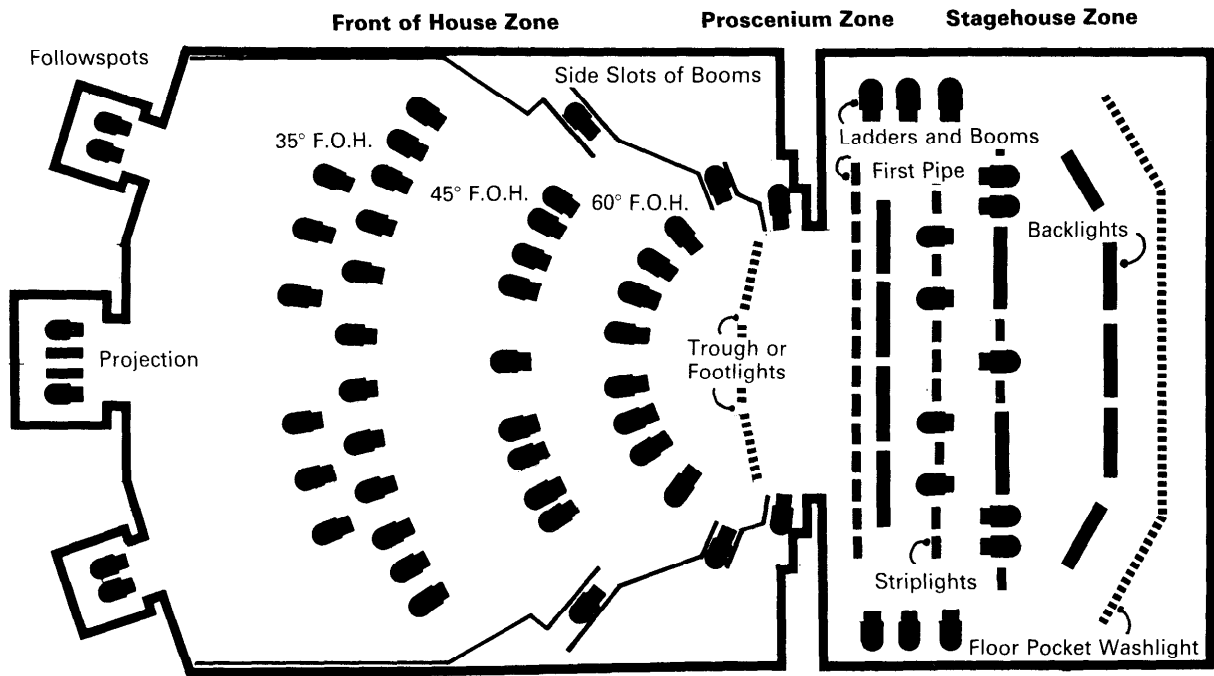 Front of House Zone
Proscenium Zone
Stagehouse Zone
Followspots
Side Slots of Booms
35° F.O.H.
45° F.O.H.
60° F.O.H.
Ladders and Booms
First Pipe
Backlights
Projection
Trough or
Footlights
Striplights
Floor Pocket Washlight